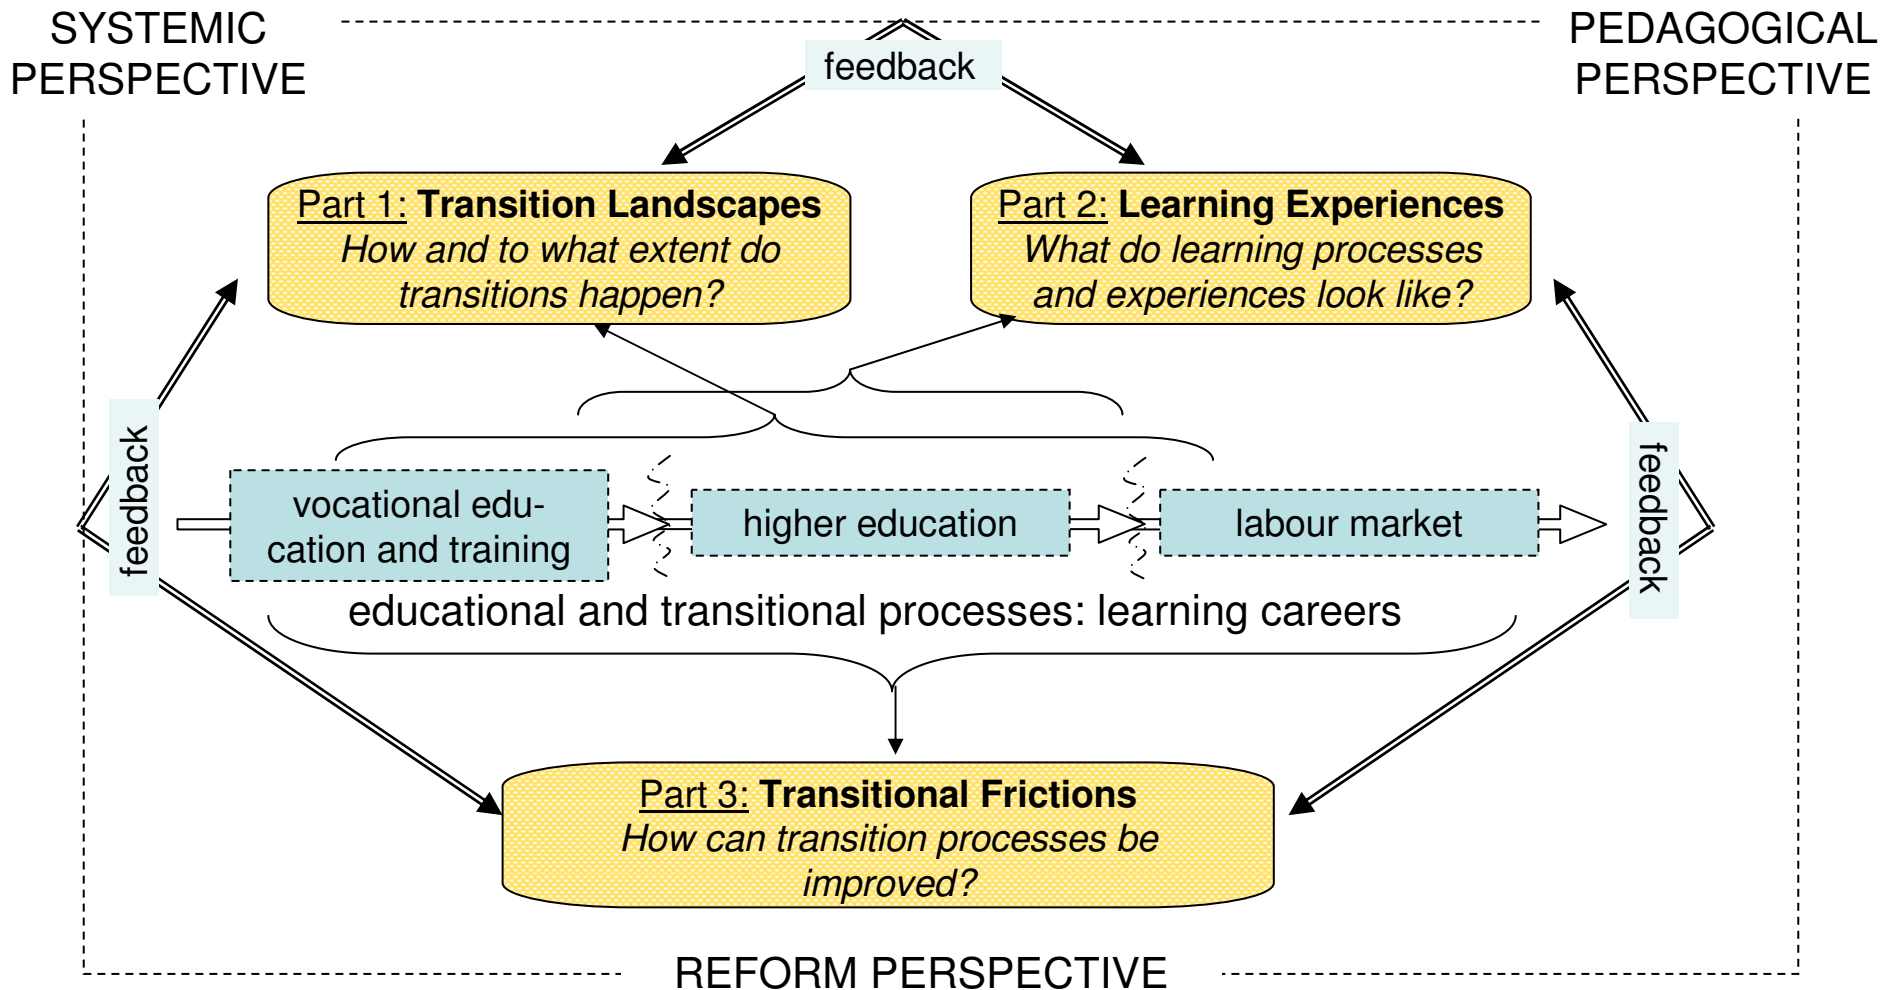 SYSTEMIC
PERSPECTIVE
PEDAGOGICAL
PERSPECTIVE
feedback
Part 1: Transition Landscapes
How and to what extent do
transitions happen?
Part 2: Learning Experiences
What do learning processes
and experiences look like?
feedback
vocational edu-
cation and training
higher education
labour market
feedback
educational and transitional processes: learning careers
Part 3: Transitional Frictions
How can transition processes be
improved?
REFORM PERSPECTIVE